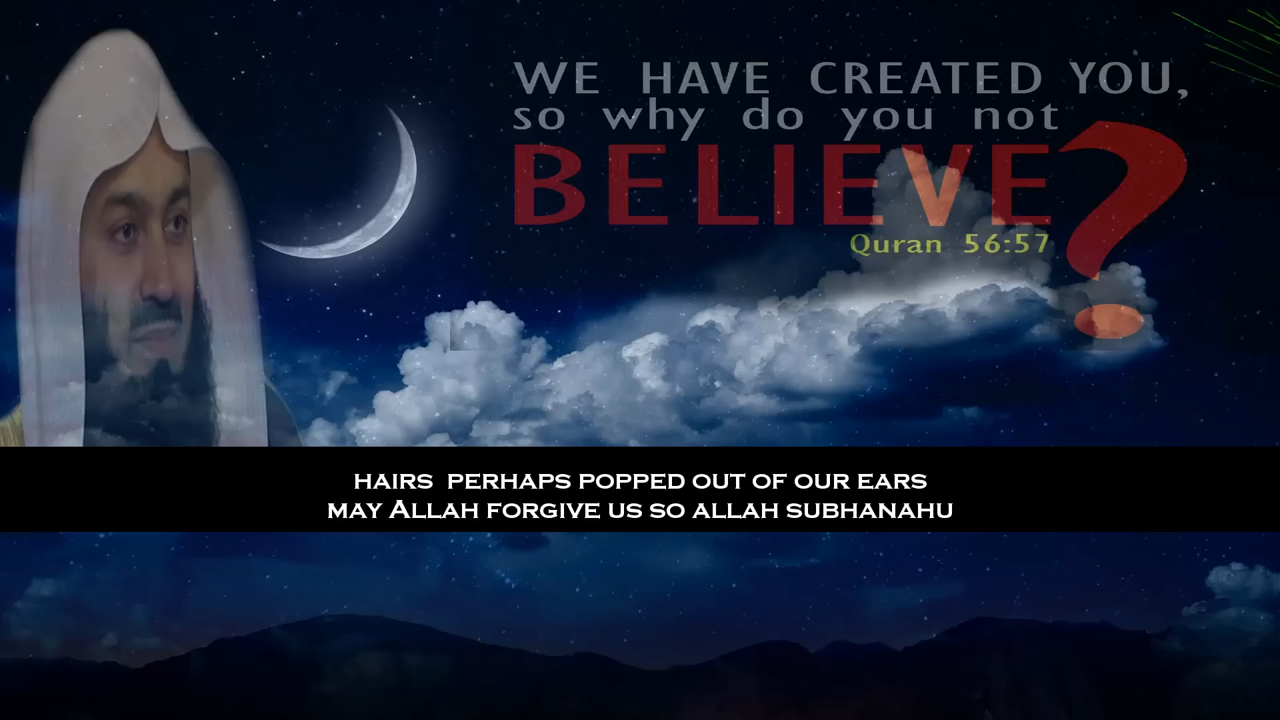 WE HAVE CREATED YOU,
so why do you not
BELIEVE?
Quran 56:57
HAIRS PERHAPS POPPED OUT OF OUR EARS
MAY ALLAH FORGIVE US SO ALLAH SUBHANAHU